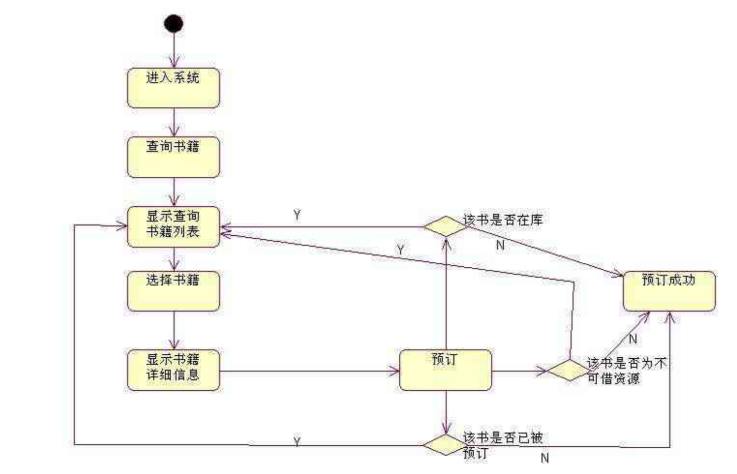 进入系统
查询书籍
显示查询
书籍列表
Y
该书是否在库
N
Y
选择书籍
预订成功
显示书籍
详细信息
预订
N
该书是否为不
可借资源
Y
该书是否已被
预订
N